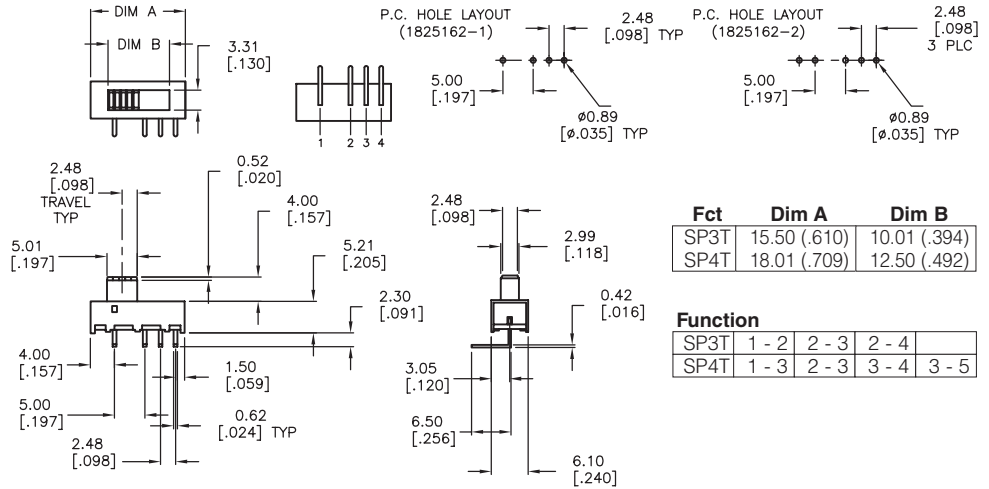 DIM A
DIM B
3.31
[.130]
1 2 3 4
P.C. HOLE LAYOUT
(1825162-1)
2.48
[.098] TYP
5.00
[.197]
ø0.89
[ø.035] TYP
P.C. HOLE LAYOUT
(1825162-2)
2.48
[.098]
3 PLC
5.00
[.197]
ø0.89
[ø.035] TYP
2.48
[.098]
TRAVEL
TYP
0.52
[.020]
4.00
[.157]
5.01
[.197]
5.21
[.205]
2.30
[.091]
4.00
[.157]
1.50
[.059]
5.00
[.197]
0.62
[.024] TYP
2.48
[.098]
2.48
[.098]
2.99
[.118]
0.42
[.016]
3.05
[.120]
6.50
[.256]
6.10
[.240]
Fct Dim A Dim B
SP3T 15.50 (.610) 10.01 (.394)
SP4T 18.01 (.709) 12.50 (.492)
Function
SP3T 1 - 2 2 - 3 2 - 4
SP4T 1 - 3 2 - 3 3 - 4 3 - 5